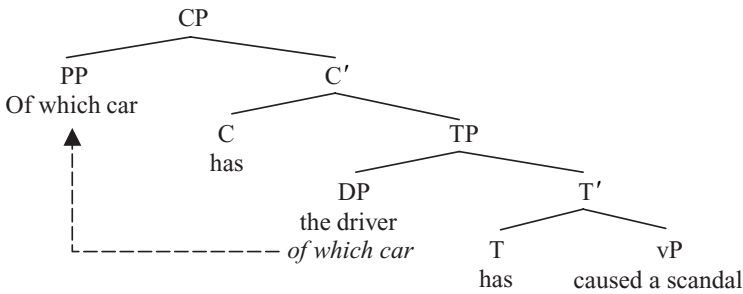 CP
PP C′
Of which car
C TP
has
DP T′
the driver
of which car T vP
has caused a scandal